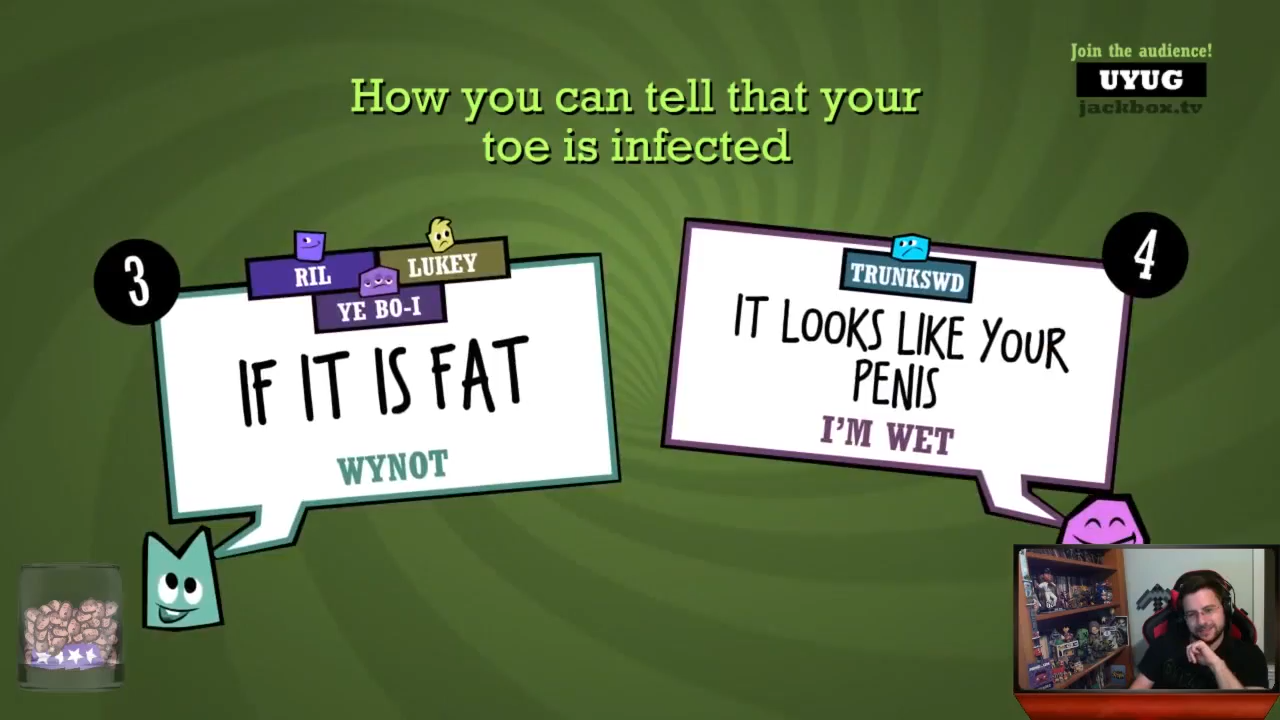 Join the audience!
UYUG
jackbox.tv
How you can tell that your
toe is infected
3
RIL
LUKEY
YE BO-I
IF IT IS FAT
WYNOT
4
TRUNKSWD
IT LOOKS LIKE YOUR
PENIS
I'M WET